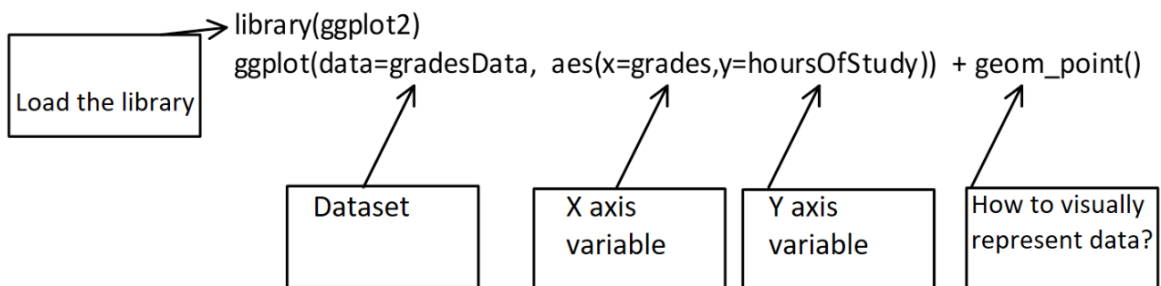 library(ggplot2)
ggplot(data=gradesData, aes(x=grades,y=hoursOfStudy)) + geom_point()
Load the library
Dataset
X axis
variable
Y axis
variable
How to visually
represent data?